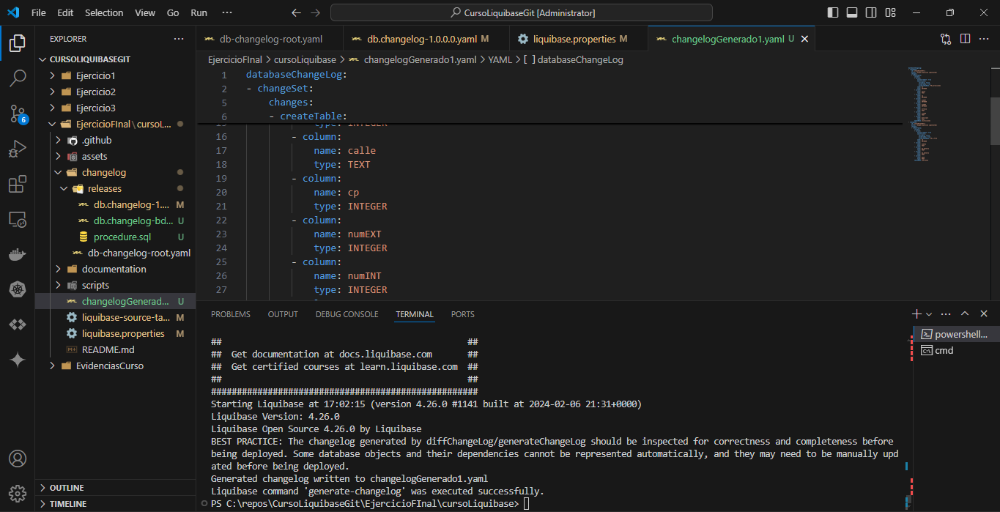 File Edit Selection View Go Run ··· CursoLiquibaseGit [Administrator]
EXPLORER ···
CURSOLIQUIBASEGIT
Ejercicio1
Ejercicio2
Ejercicio3
EjercicioFInal\cursoL...
.github
assets
changelog
releases
db.changelog-1.... M
db.changelog-bd... U
procedure.sql U
db-changelog-root.yaml
documentation
scripts
changelogGenerad... U
liquibase-source-ta... M
liquibase.properties M
README.md
EvidenciasCurso
OUTLINE
TIMELINE
6
db-changelog-root.yaml db.changelog-1.0.0.0.yaml M liquibase.properties M changelogGenerado1.yaml U
EjercicioFInal > cursoLiquibase > changelogGenerado1.yaml > YAML > [ ] databaseChangeLog
1 databaseChangeLog:
2 - changeSet:
5 changes:
6 - createTable:
15 type: INTEGER
16 - column:
17 name: calle
18 type: TEXT
19 - column:
20 name: cp
21 type: INTEGER
22 - column:
23 name: numEXT
24 type: INTEGER
25 - column:
26 name: numINT
27 type: INTEGER
PROBLEMS OUTPUT DEBUG CONSOLE TERMINAL PORTS
powershell...
cmd
## ##
## Get documentation at docs.liquibase.com ##
## Get certified courses at learn.liquibase.com ##
## ##
####################################################
Starting Liquibase at 17:02:15 (version 4.26.0 #1141 built at 2024-02-06 21:31+0000)
Liquibase Version: 4.26.0
Liquibase Open Source 4.26.0 by Liquibase
BEST PRACTICE: The changelog generated by diffChangeLog/generateChangeLog should be inspected for correctness and completeness before
being deployed. Some database objects and their dependencies cannot be represented automatically, and they may need to be manually upd
ated before being deployed.
Generated changelog written to changelogGenerado1.yaml
Liquibase command 'generate-changelog' was executed successfully.
PS C:\repos\CursoLiquibaseGit\EjercicioFInal\cursoLiquibase>